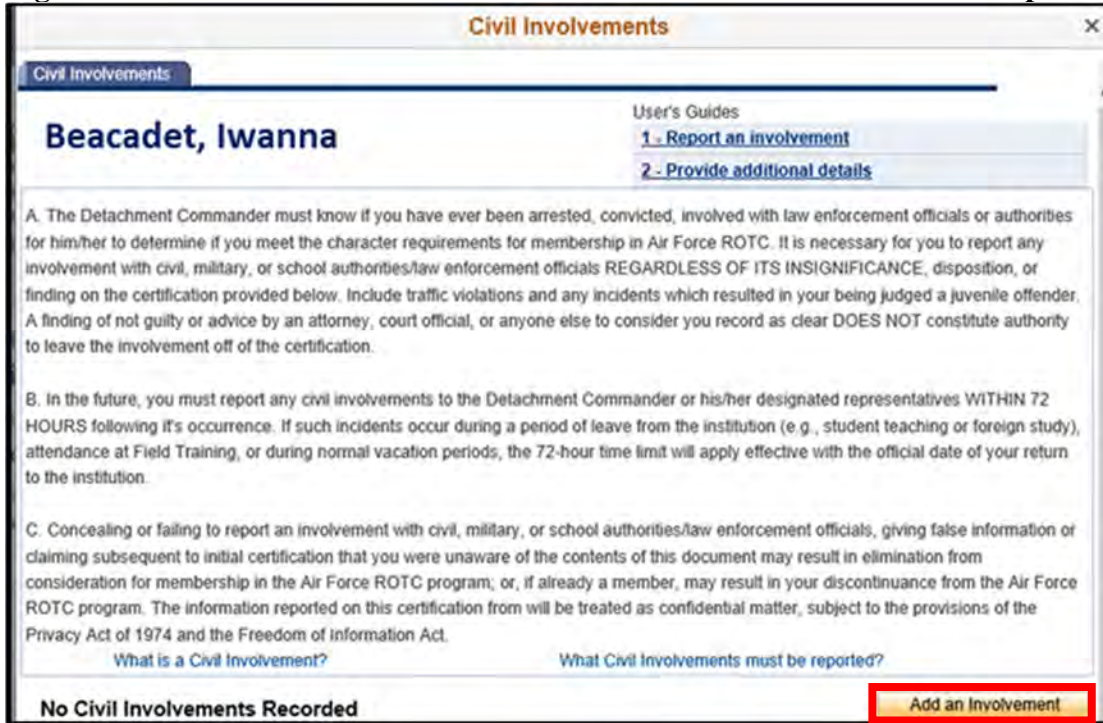 Civil Involvements
×
Civil Involvements
Beacadet, Iwanna
User's Guides
1 - Report an involvement
2 - Provide additional details
A. The Detachment Commander must know if you have ever been arrested, convicted, involved with law enforcement officials or authorities
for him/her to determine if you meet the character requirements for membership in Air Force ROTC. It is necessary for you to report any
involvement with civil, military, or school authorities/law enforcement officials REGARDLESS OF ITS INSIGNIFICANCE, disposition, or
finding on the certification provided below. Include traffic violations and any incidents which resulted in your being judged a juvenile offender.
A finding of not guilty or advice by an attorney, court official, or anyone else to consider you record as clear DOES NOT constitute authority
to leave the involvement off of the certification.
B. In the future, you must report any civil involvements to the Detachment Commander or his/her designated representatives WITHIN 72
HOURS following it's occurrence. If such incidents occur during a period of leave from the institution (e.g., student teaching or foreign study),
attendance at Field Training, or during normal vacation periods, the 72-hour time limit will apply effective with the official date of your return
to the institution.
C. Concealing or failing to report an involvement with civil, military, or school authorities/law enforcement officials, giving false information or
claiming subsequent to initial certification that you were unaware of the contents of this document may result in elimination from
consideration for membership in the Air Force ROTC program; or, if already a member, may result in your discontinuance from the Air Force
ROTC program. The information reported on this certification from will be treated as confidential matter, subject to the provisions of the
Privacy Act of 1974 and the Freedom of Information Act.
What is a Civil Involvement? What Civil Involvements must be reported?
No Civil Involvements Recorded Add an Involvement